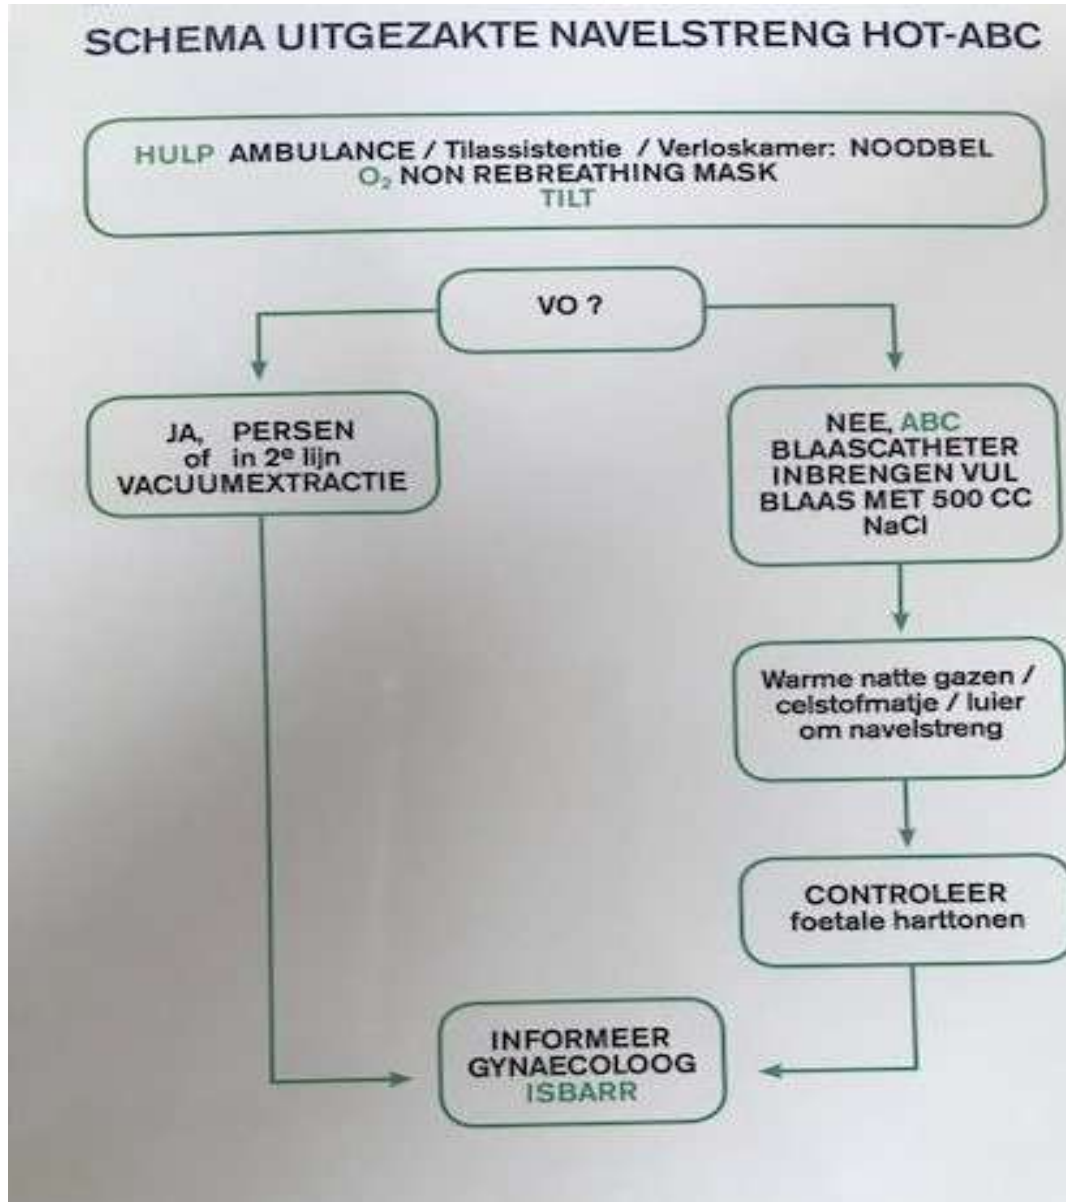 SCHEMA UITGEZAKTE NAVELSTRENG HOT-ABC
HULP AMBULANCE / Tilassistentie / Verloskamer: NOODBEL
O₂ NON REBREATHING MASK
TILT
VO ?
JA, PERSEN
of in 2e lijn
VACUUMEXTRACTIE
NEE, ABC
BLAASCATHETER
INBRENGEN VUL
BLAAS MET 500 CC
NaCl
Warme natte gazen /
celstofmatje / luier
om navelstreng
CONTROLEER
foetale harttonen
INFORMEER
GYNAECOLOOG
ISBARR